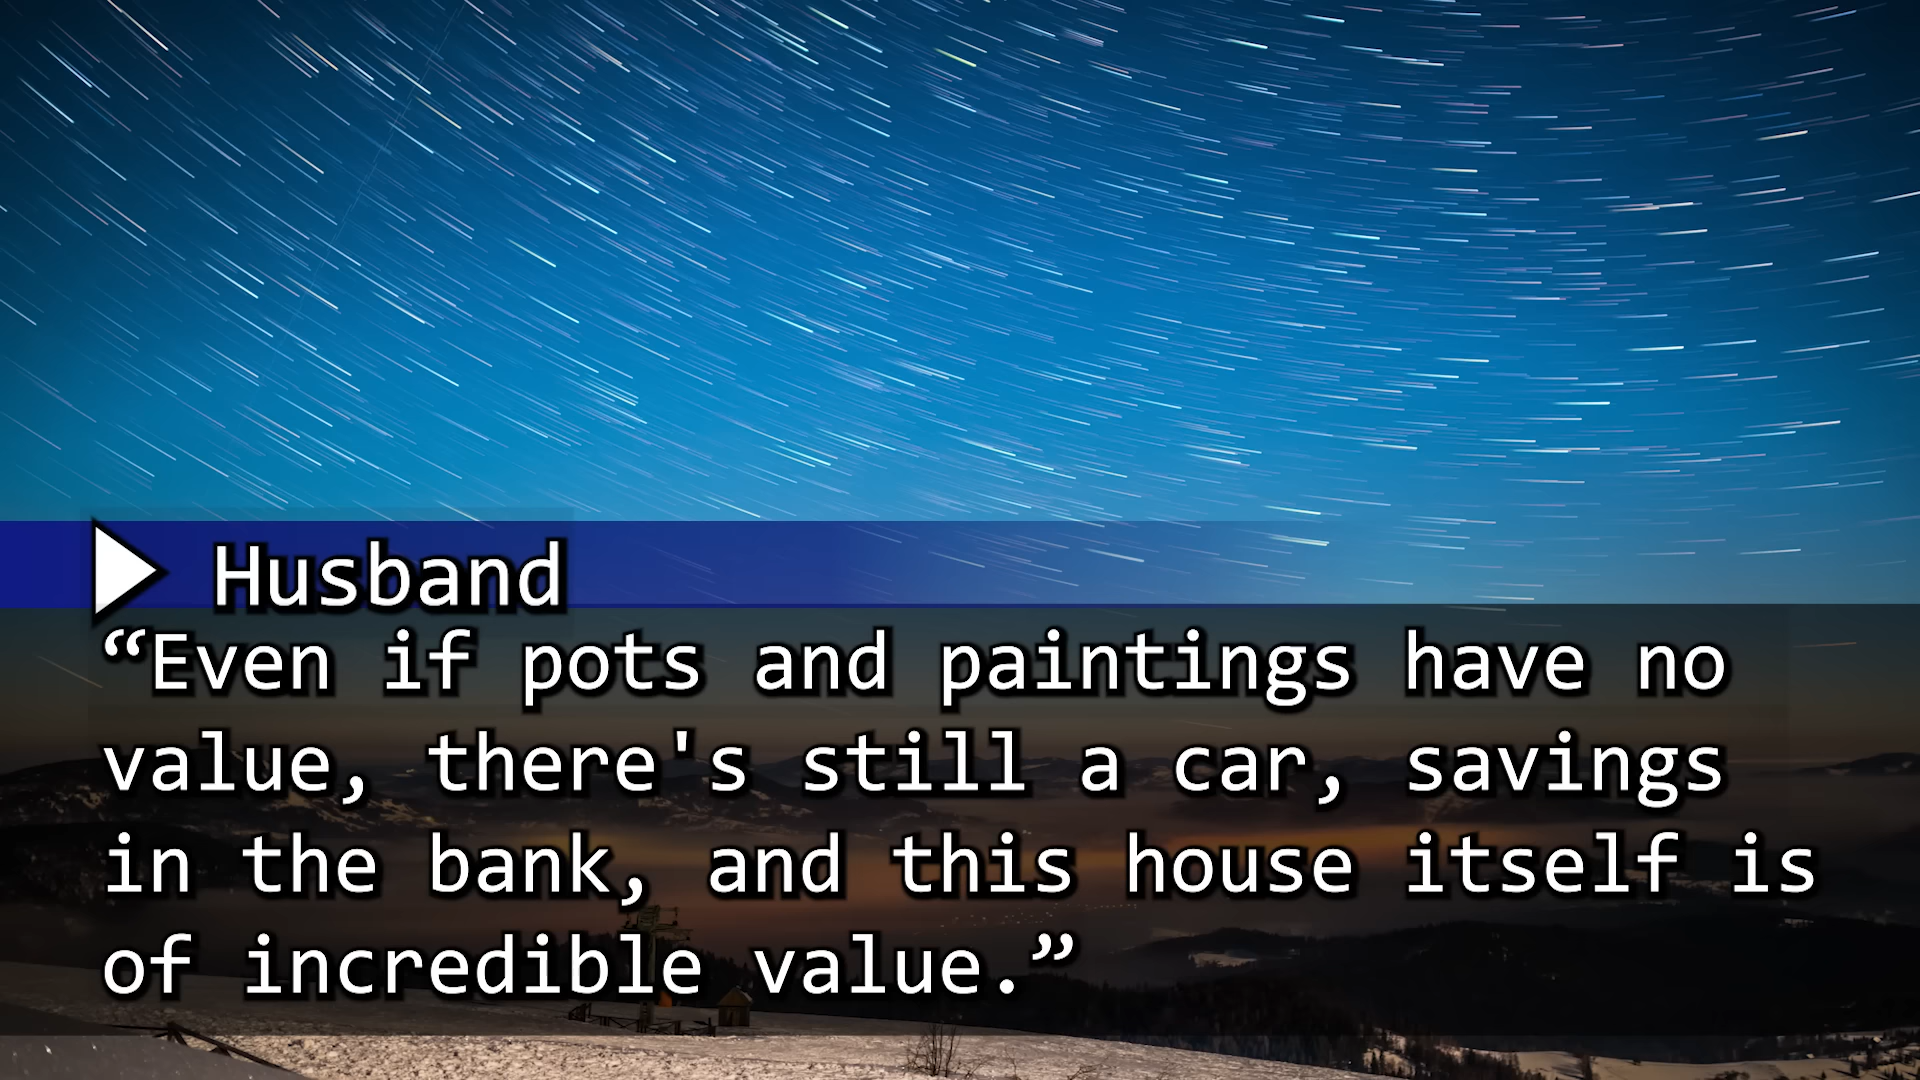 Husband
“Even if pots and paintings have no
value, there's still a car, savings
in the bank, and this house itself is
of incredible value.”